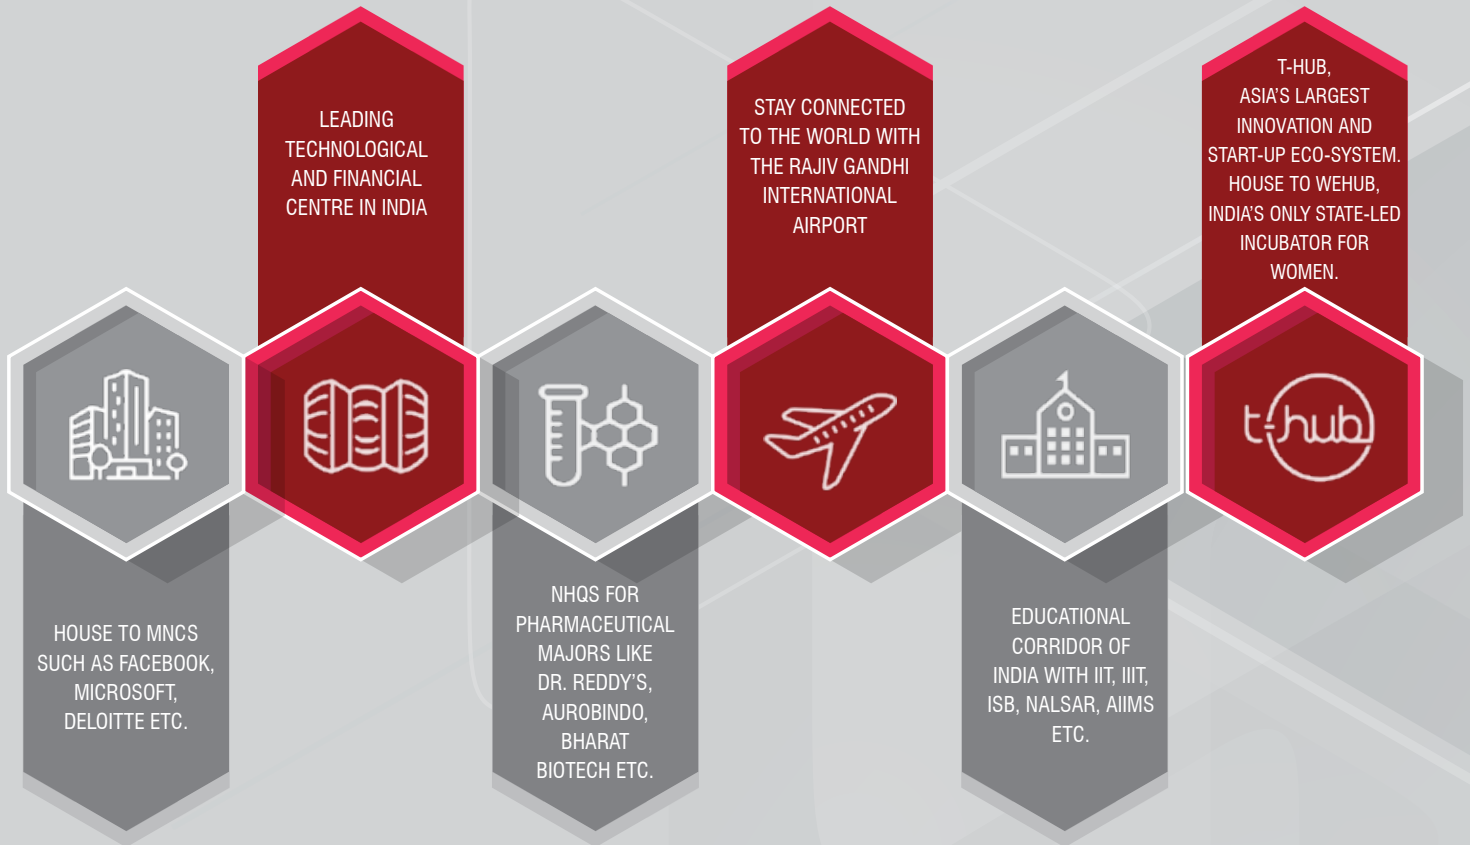 HOUSE TO MNCS
SUCH AS FACEBOOK,
MICROSOFT,
DELOITTE ETC.
LEADING
TECHNOLOGICAL
AND FINANCIAL
CENTRE IN INDIA
NHQS FOR
PHARMACEUTICAL
MAJORS LIKE
DR. REDDY'S,
AUROBINDO,
BHARAT
BIOTECH ETC.
STAY CONNECTED
TO THE WORLD WITH
THE RAJIV GANDHI
INTERNATIONAL
AIRPORT
EDUCATIONAL
CORRIDOR OF
INDIA WITH IIT, IIIT,
ISB, NALSAR, AIIMS
ETC.
T-HUB,
ASIA'S LARGEST
INNOVATION AND
START-UP ECO-SYSTEM.
HOUSE TO WEHUB,
INDIA'S ONLY STATE-LED
INCUBATOR FOR
WOMEN.
t-hub